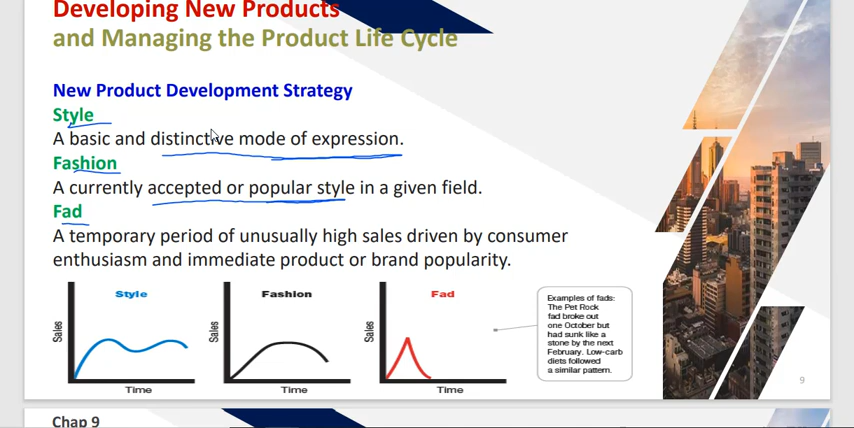 Developing New Products
and Managing the Product Life Cycle
New Product Development Strategy
Style
A basic and distinctive mode of expression.
Fashion
A currently accepted or popular style in a given field.
Fad
A temporary period of unusually high sales driven by consumer
enthusiasm and immediate product or brand popularity.
Style
Sales
Time
Fashion
Sales
Time
Fad
Sales
Time
Examples of fads:
The Pet Rock
fad broke out
one October but
had sunk like a
stone by the next
February. Low-carb
diets followed
a similar pattern.
9
Chap 9